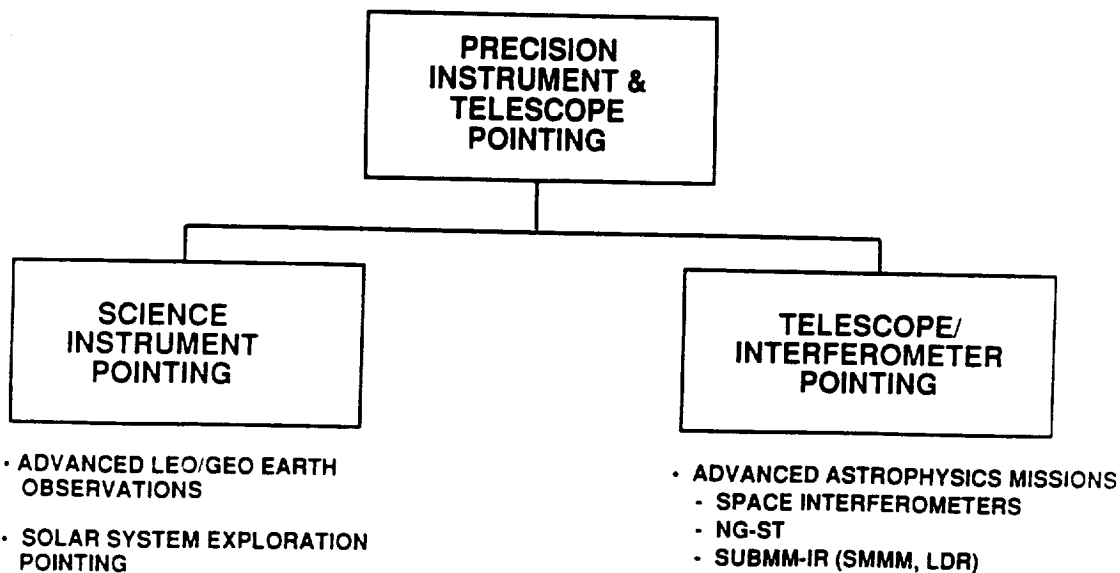 PRECISION
INSTRUMENT &
TELESCOPE
POINTING
SCIENCE
INSTRUMENT
POINTING
· ADVANCED LEO/GEO EARTH
OBSERVATIONS
· SOLAR SYSTEM EXPLORATION
POINTING
TELESCOPE/
INTERFEROMETER
POINTING
· ADVANCED ASTROPHYSICS MISSIONS
- SPACE INTERFEROMETERS
- NG-ST
- SUBMM-IR (SMMM, LDR)